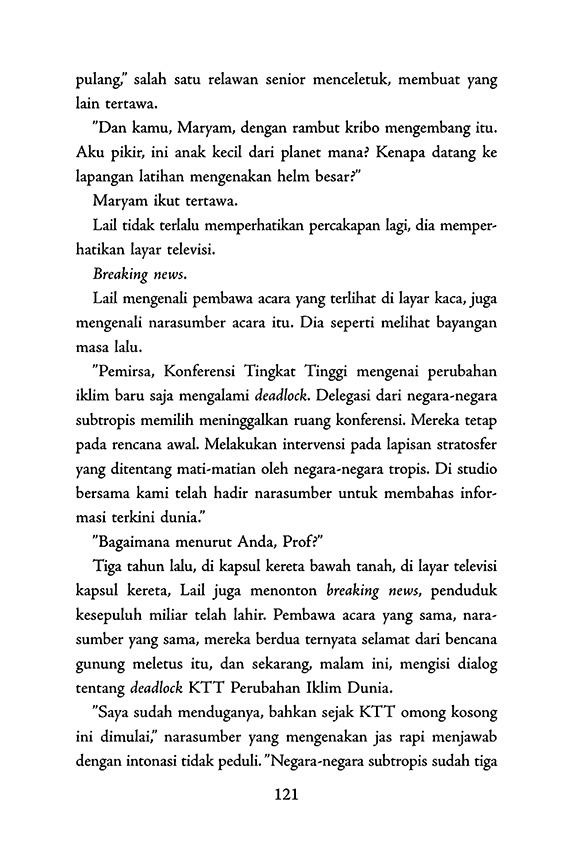 pulang,” salah satu relawan senior menceletuk, membuat yang
lain tertawa.
”Dan kamu, Maryam, dengan rambut kribo mengembang itu.
Aku pikir, ini anak kecil dari planet mana? Kenapa datang ke
lapangan latihan mengenakan helm besar?”
Maryam ikut tertawa.
Lail tidak terlalu memperhatikan percakapan lagi, dia memper-
hatikan layar televisi.
Breaking news.
Lail mengenali pembawa acara yang terlihat di layar kaca, juga
mengenali narasumber acara itu. Dia seperti melihat bayangan
masa lalu.
”Pemirsa, Konferensi Tingkat Tinggi mengenai perubahan
iklim baru saja mengalami deadlock. Delegasi dari negara-negara
subtropis memilih meninggalkan ruang konferensi. Mereka tetap
pada rencana awal. Melakukan intervensi pada lapisan stratosfer
yang ditentang mati-matian oleh negara-negara tropis. Di studio
bersama kami telah hadir narasumber untuk membahas infor-
masi terkini dunia.”
”Bagaimana menurut Anda, Prof?”
Tiga tahun lalu, di kapsul kereta bawah tanah, di layar televisi
kapsul kereta, Lail juga menonton breaking news, penduduk
kesepuluh miliar telah lahir. Pembawa acara yang sama, nara-
sumber yang sama, mereka berdua ternyata selamat dari bencana
gunung meletus itu, dan sekarang, malam ini, mengisi dialog
tentang deadlock KTT Perubahan Iklim Dunia.
”Saya sudah menduganya, bahkan sejak KTT omong kosong
ini dimulai,” narasumber yang mengenakan jas rapi menjawab
dengan intonasi tidak peduli. ”Negara-negara subtropis sudah tiga
121